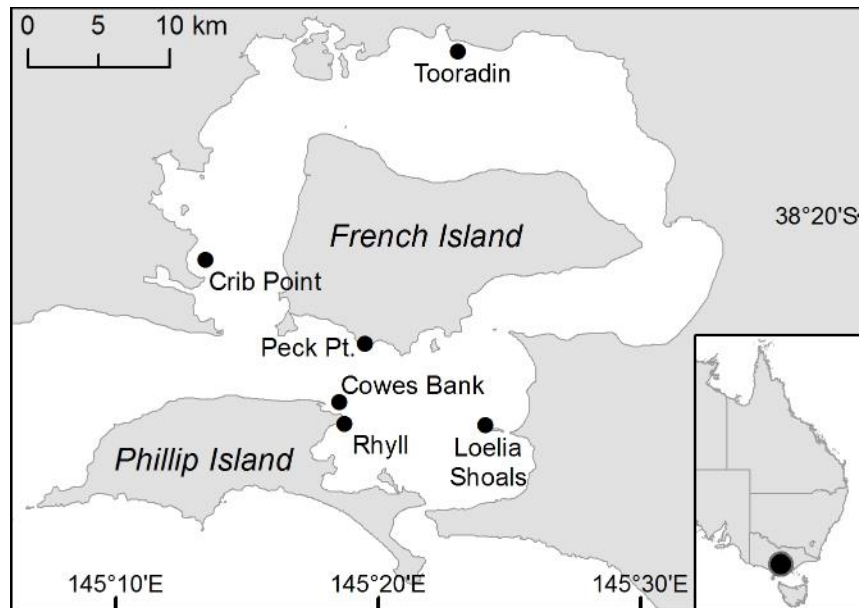 0 5 10 km
Tooradin
38°20'S
French Island
Crib Point
Peck Pt.
Cowes Bank
Rhyll
Loelia
Shoals
Phillip Island
145°10'E
145°20'E
145°30'E